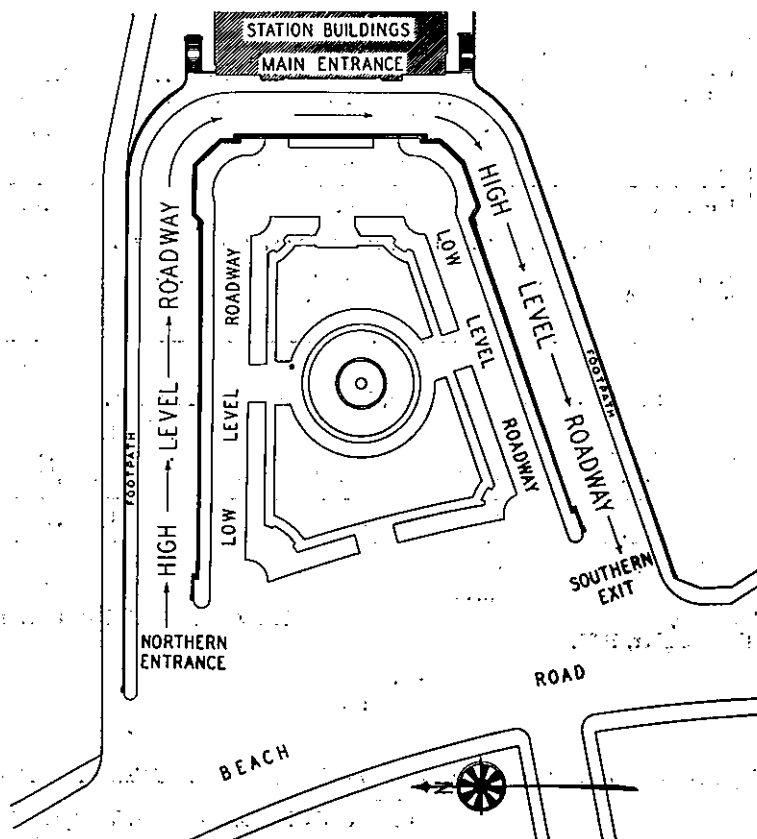 STATION BUILDINGS
MAIN ENTRANCE
HIGH LEVEL ROADWAY
FOOTPATH
NORTHERN
ENTRANCE
LOW LEVEL ROADWAY
LOW LEVEL ROADWAY
HIGH LEVEL ROADWAY
FOOTPATH
SOUTHERN
EXIT
BEACH ROAD
N